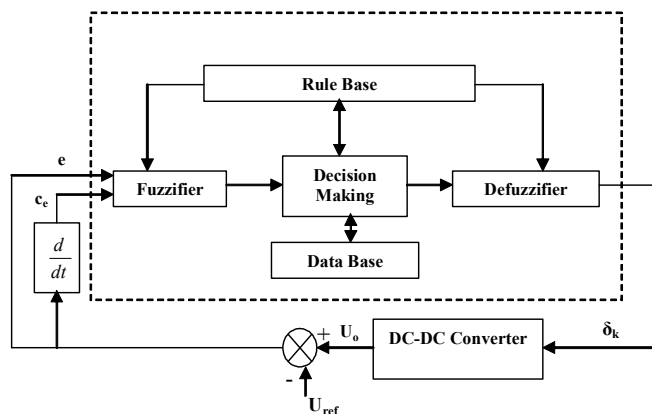 Rule Base
e
Fuzzifier
Decision
Making
Defuzzifier
c_e
d
dt
Data Base
+
U_o
DC-DC Converter
δ_k
-
U_ref